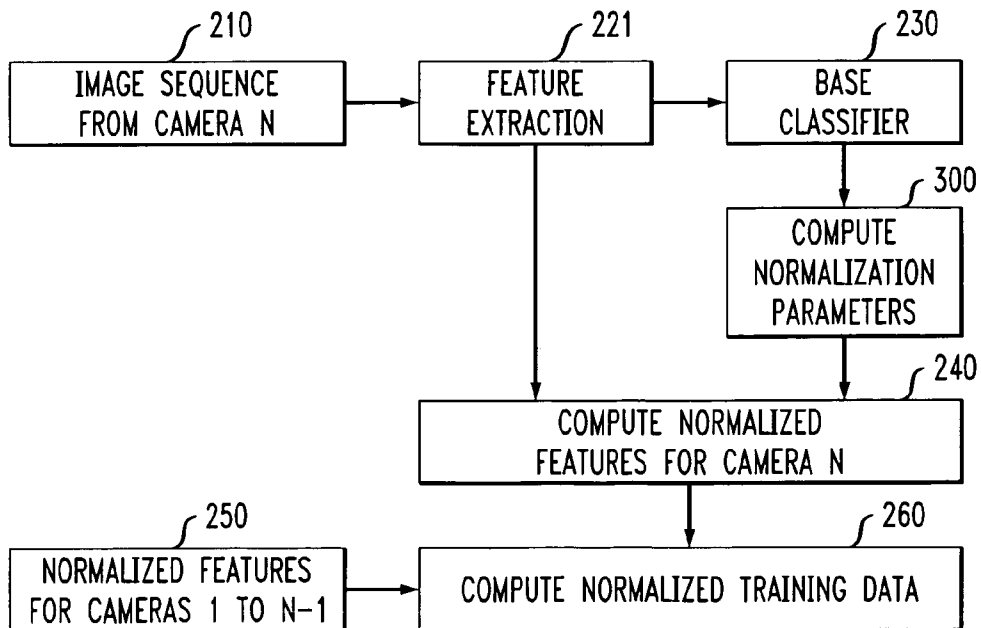 210
221
230
IMAGE SEQUENCE
FROM CAMERA N
FEATURE
EXTRACTION
BASE
CLASSIFIER
300
COMPUTE
NORMALIZATION
PARAMETERS
240
COMPUTE NORMALIZED
FEATURES FOR CAMERA N
250
260
NORMALIZED FEATURES
FOR CAMERAS 1 TO N-1
COMPUTE NORMALIZED TRAINING DATA